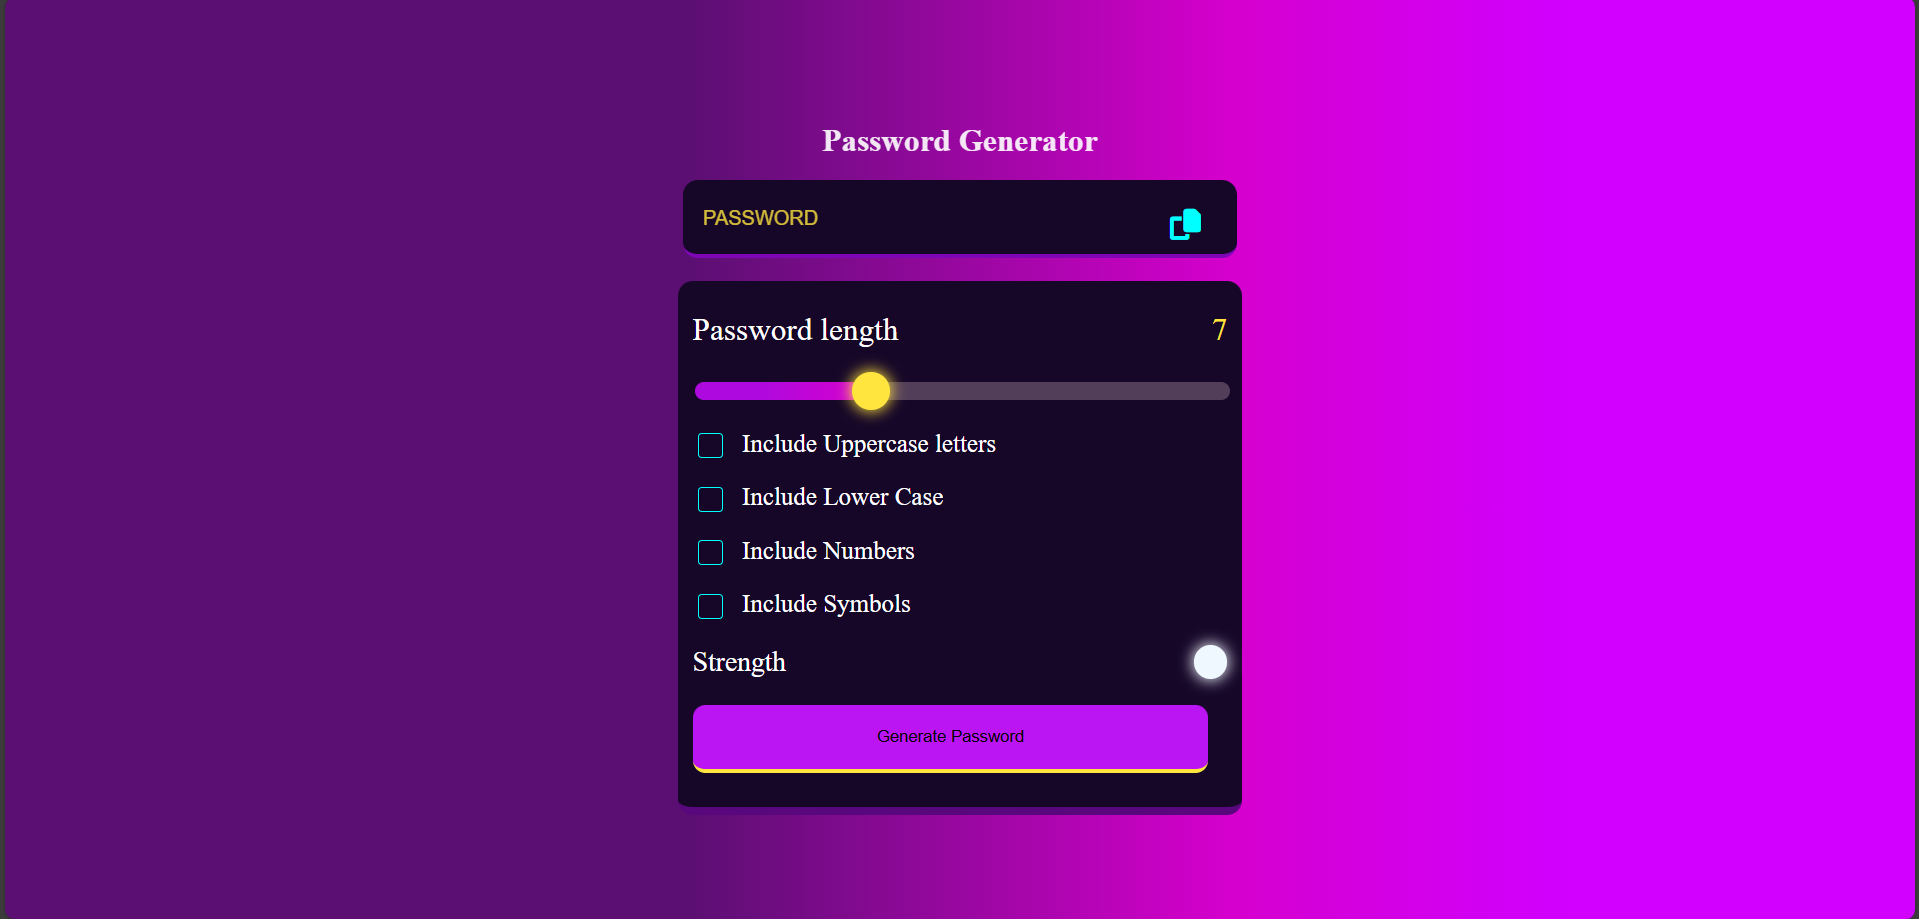 Password Generator
PASSWORD
Password length 7
Include Uppercase letters
Include Lower Case
Include Numbers
Include Symbols
Strength
Generate Password